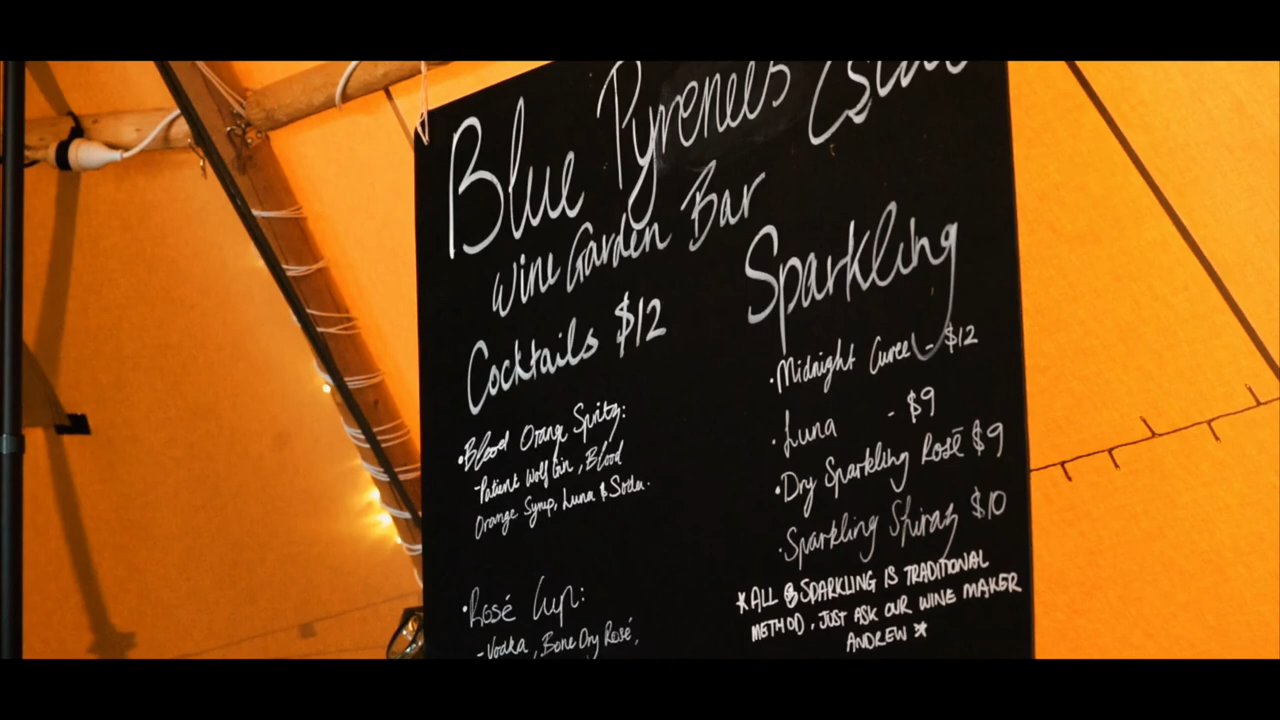 Blue Pyrenees
Wine Garden Bar
Cocktails $12
•Blood Orange Spritz:
-Patient Wolf Gin, Blood
Orange Syrup, Luna & Soda.
•Rosé Cup:
-Vodka, Bone Dry Rosé,
Sparkling
•Midnight Cuvee - $12
•Luna - $9
•Dry Sparkling Rosé $9
•Sparkling Shiraz $10
*ALL SPARKLING IS TRADITIONAL
METHOD, JUST ASK OUR WINE MAKER
ANDREW *